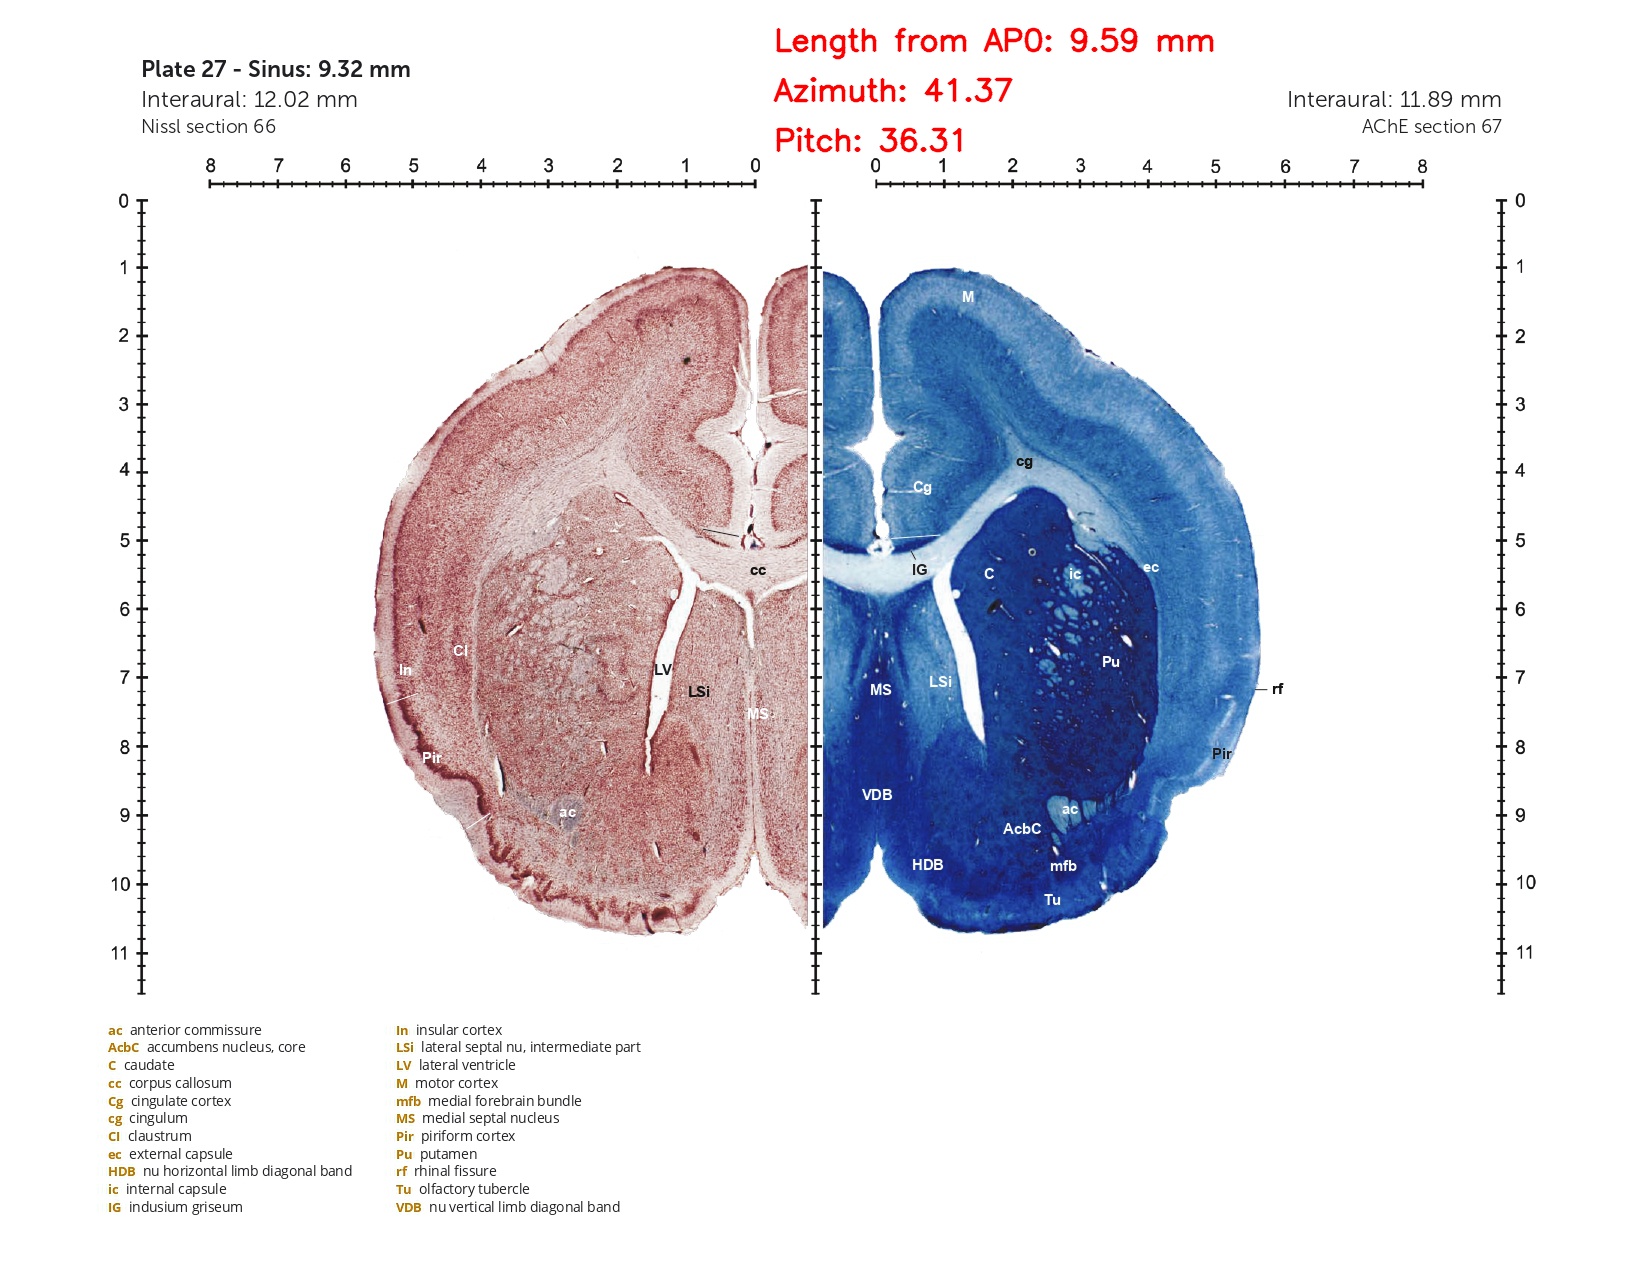 Length from AP0: 9.59 mm
Plate 27 - Sinus: 9.32 mm
Azimuth: 41.37
Interaural: 12.02 mm
Interaural: 11.89 mm
Nissl section 66
AChE section 67
Pitch: 36.31
8 7 6 5 4 3 2 1 0
0 1 2 3 4 5 6 7 8
0 0
1 1
M
2 2
3 3
4 4
cg
Cg
5 5
cc IG C ic ec
6 6
Cl
In LV Pu
7 7
LSi MS MS LSi rf
8 8
Pir Pir
VDB
9 9
ac ac
AcbC
HDB mfb
10 10
Tu
11 11
ac anterior commissure
AcbC accumbens nucleus, core
C caudate
cc corpus callosum
Cg cingulate cortex
cg cingulum
Cl claustrum
ec external capsule
HDB nu horizontal limb diagonal band
ic internal capsule
IG indusium griseum
In insular cortex
LSi lateral septal nu, intermediate part
LV lateral ventricle
M motor cortex
mfb medial forebrain bundle
MS medial septal nucleus
Pir piriform cortex
Pu putamen
rf rhinal fissure
Tu olfactory tubercle
VDB nu vertical limb diagonal band